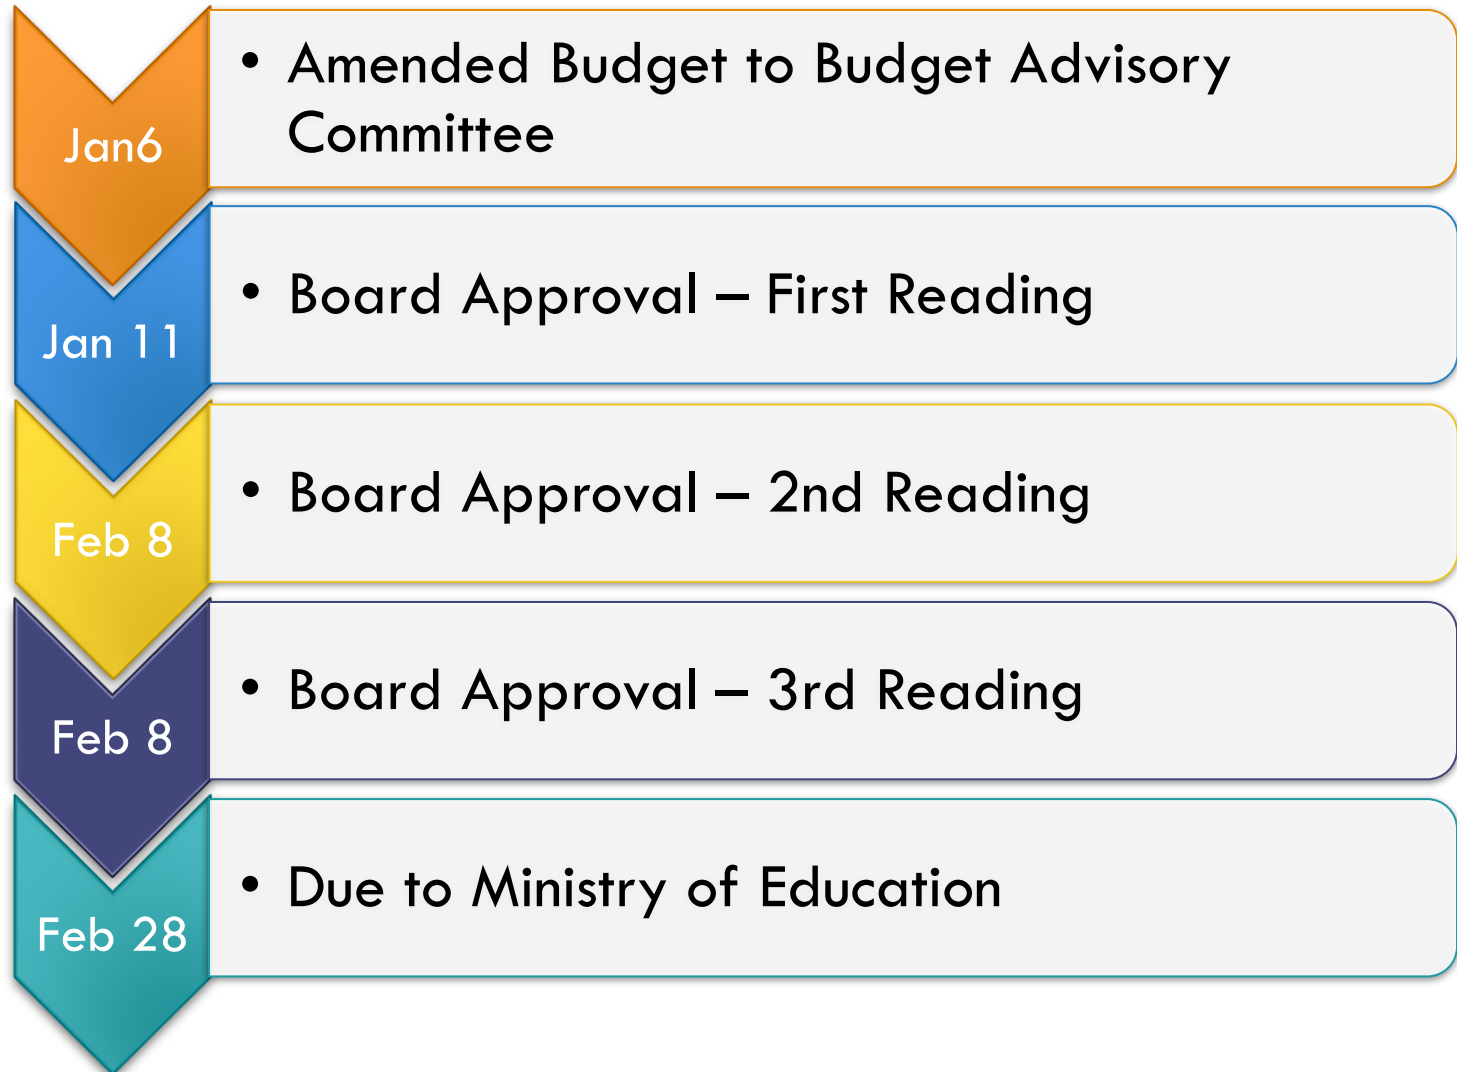 Jan6
• Amended Budget to Budget Advisory
Committee
Jan 11
• Board Approval – First Reading
Feb 8
• Board Approval – 2nd Reading
Feb 8
• Board Approval – 3rd Reading
Feb 28
• Due to Ministry of Education